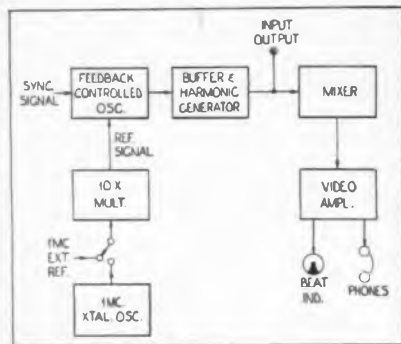 INPUT
OUTPUT
SYNC.
SIGNAL
FEEDBACK
CONTROLLED
OSC.
BUFFER &
HARMONIC
GENERATOR
MIXER
REF.
SIGNAL
10 X
MULT.
VIDEO
AMPL.
1MC
EXT
REF.
1MC
XTAL OSC.
BEAT
IND.
PHONES